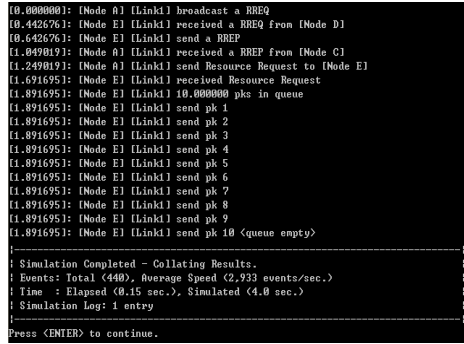 [0.000000]: [Node A] [Link1] broadcast a RREQ
[0.442676]: [Node E] [Link1] received a RREQ from [Node D]
[0.642676]: [Node E] [Link1] send a RREP
[1.049019]: [Node A] [Link1] received a RREP from [Node C]
[1.249019]: [Node A] [Link1] send Resource Request to [Node E]
[1.691695]: [Node E] [Link1] received Resource Request
[1.891695]: [Node E] [Link1] 10.000000 pks in queue
[1.891695]: [Node E] [Link1] send pk 1
[1.891695]: [Node E] [Link1] send pk 2
[1.891695]: [Node E] [Link1] send pk 3
[1.891695]: [Node E] [Link1] send pk 4
[1.891695]: [Node E] [Link1] send pk 5
[1.891695]: [Node E] [Link1] send pk 6
[1.891695]: [Node E] [Link1] send pk 7
[1.891695]: [Node E] [Link1] send pk 8
[1.891695]: [Node E] [Link1] send pk 9
[1.891695]: [Node E] [Link1] send pk 10 (queue empty)
Simulation Completed - Collating Results.
Events: Total (440), Average Speed (2,933 events/sec.)
Time : Elapsed (0.15 sec.), Simulated (4.0 sec.)
Simulation Log: 1 entry
Press <ENTER> to continue.